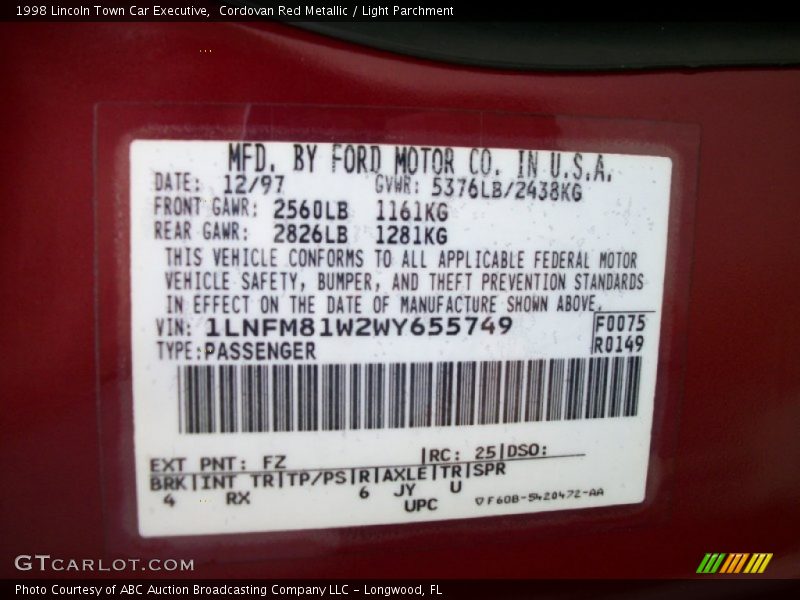 1998 Lincoln Town Car Executive,  Cordovan Red Metallic / Light Parchment
MFD. BY FORD MOTOR CO. IN U.S.A.
DATE: 12/97 GVWR: 5376LB/2438KG
FRONT GAWR: 2560LB 1161KG
REAR GAWR: 2826LB 1281KG
THIS VEHICLE CONFORMS TO ALL APPLICABLE FEDERAL MOTOR
VEHICLE SAFETY, BUMPER, AND THEFT PREVENTION STANDARDS
IN EFFECT ON THE DATE OF MANUFACTURE SHOWN ABOVE.
VIN: 1LNFM81W2WY655749 F0075
TYPE:PASSENGER R0149
EXT PNT: FZ |RC: 25|DSO:
BRK|INT TR|TP/PS|R|AXLE|TR|SPR
4 RX 6 JY U
UPC F60B-5420472-AA
GTCARLOT.COM
Photo Courtesy of ABC Auction Broadcasting Company LLC - Longwood, FL